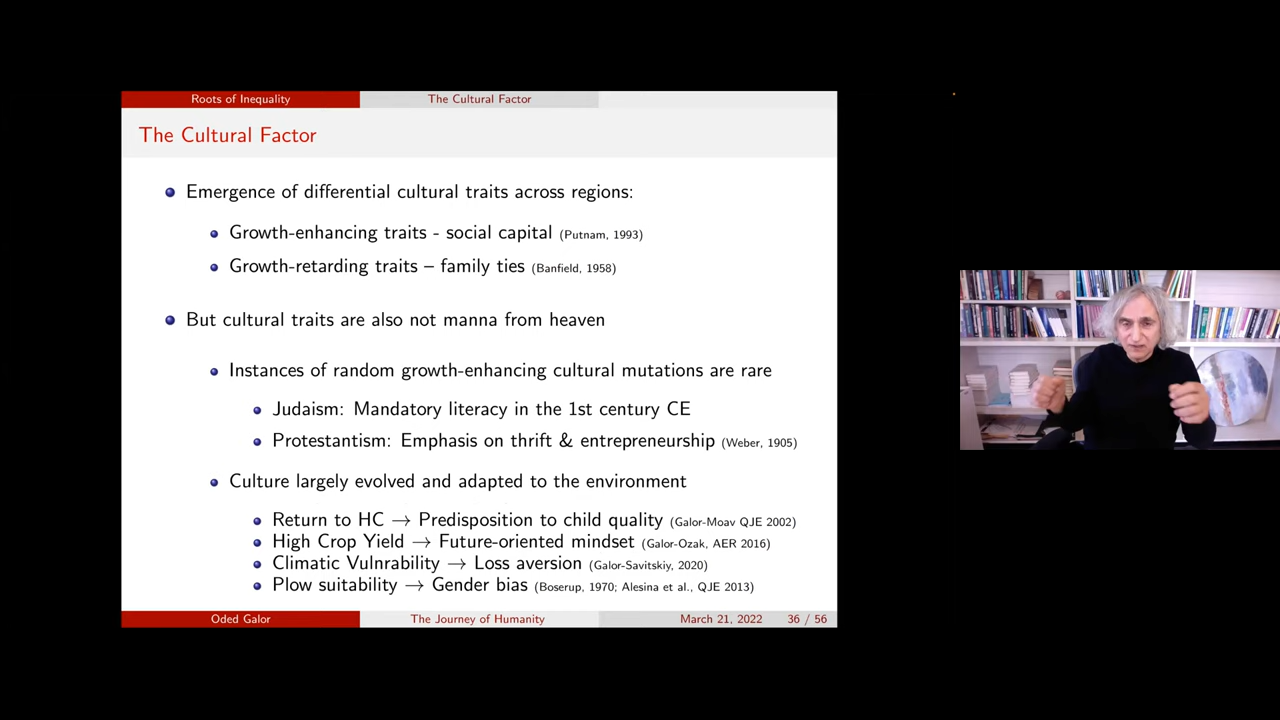 Roots of Inequality The Cultural Factor
The Cultural Factor
Emergence of differential cultural traits across regions:
Growth-enhancing traits - social capital (Putnam, 1993)
Growth-retarding traits – family ties (Banfield, 1958)
But cultural traits are also not manna from heaven
Instances of random growth-enhancing cultural mutations are rare
Judaism: Mandatory literacy in the 1st century CE
Protestantism: Emphasis on thrift & entrepreneurship (Weber, 1905)
Culture largely evolved and adapted to the environment
Return to HC → Predisposition to child quality (Galor-Moav QJE 2002)
High Crop Yield → Future-oriented mindset (Galor-Ozak, AER 2016)
Climatic Vulnrability → Loss aversion (Galor-Savitskiy, 2020)
Plow suitability → Gender bias (Boserup, 1970; Alesina et al., QJE 2013)
Oded Galor The Journey of Humanity March 21, 2022 36 / 56